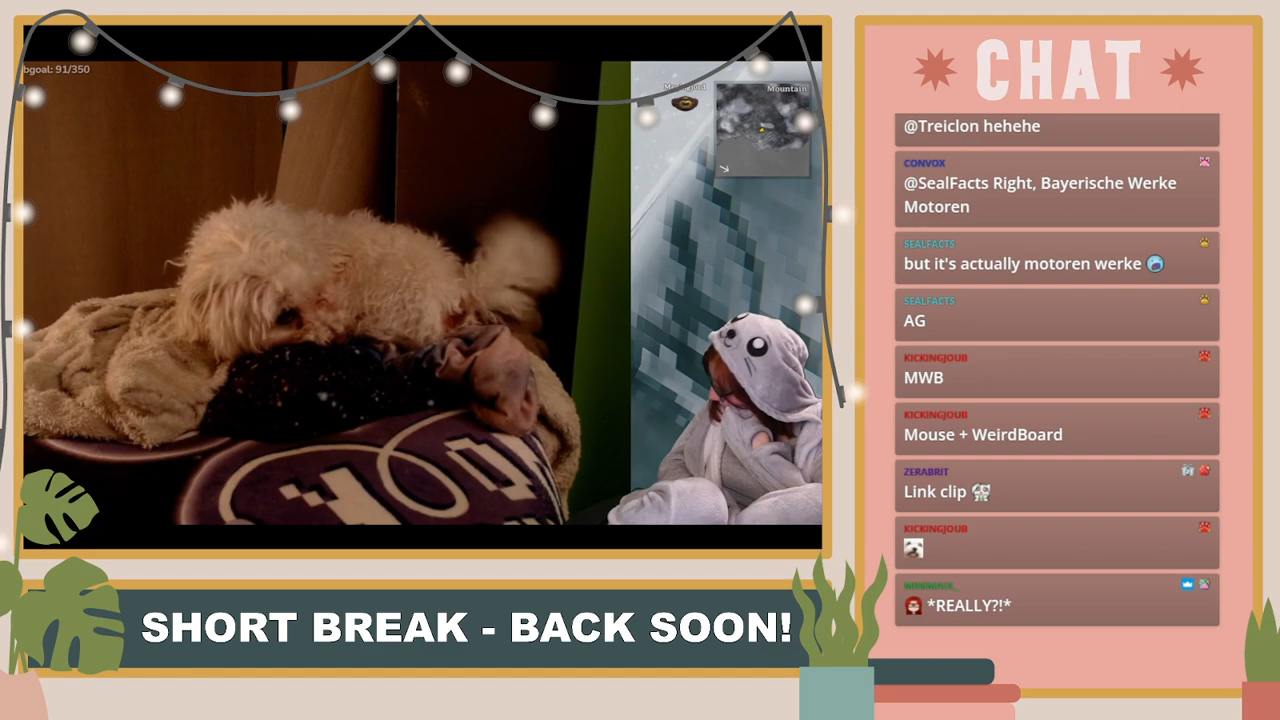 bgoal: 91/350
Mountain
CHAT
@Treiclon hehehe
CONVOX
@SealFacts Right, Bayerische Werke
Motoren
SEALFACTS
but it's actually motoren werke
SEALFACTS
AG
KICKINGJOUB
MWB
KICKINGJOUB
Mouse + WeirdBoard
ZERABRIT
Link clip
KICKINGJOUB
*REALLY?!*
SHORT BREAK - BACK SOON!